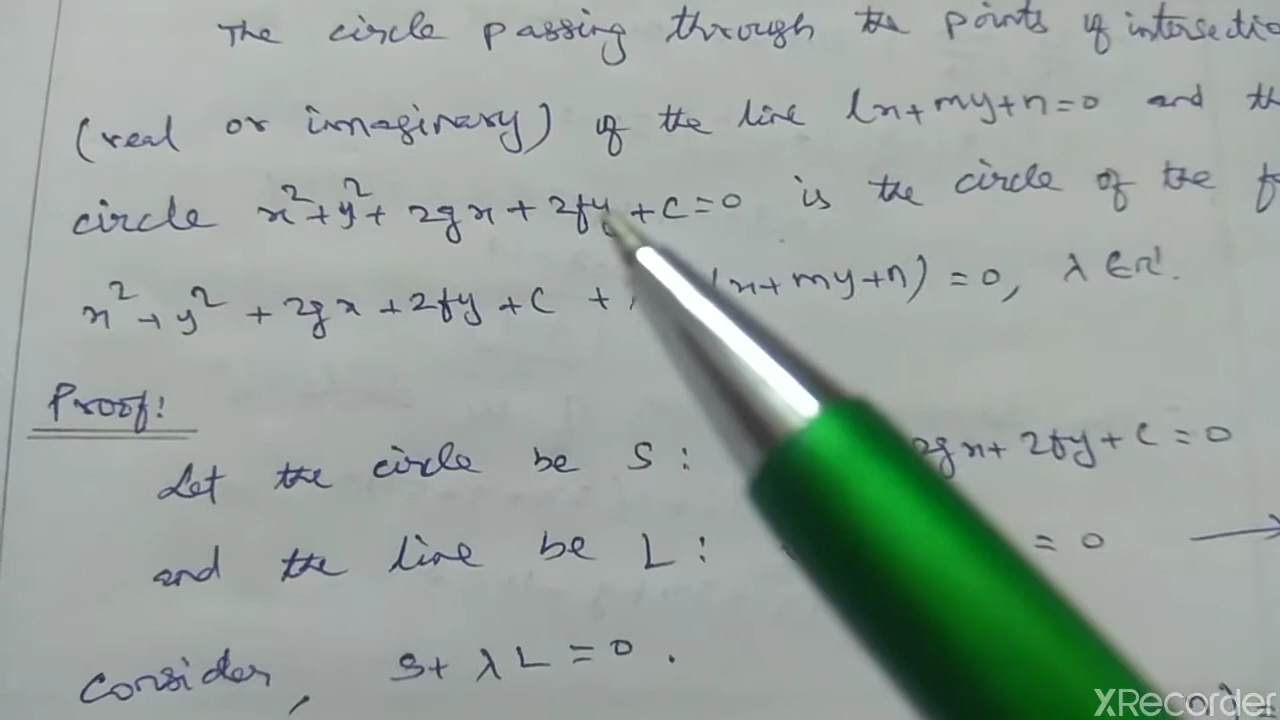 The circle passing through the points of intersectio
(real or imaginary) of the line lx+my+n=0 and th
circle x²+y²+ 2gx + 2fy +c=0 is the circle of the f
x² + y² + 2gx + 2fy + c + (lx+my+n) = 0, λ ∈ R.
Proof:
Let the circle be S: 2gx + 2fy + c = 0
and the line be L: = 0 →
Consider, S+ λL = 0.
XRecorder